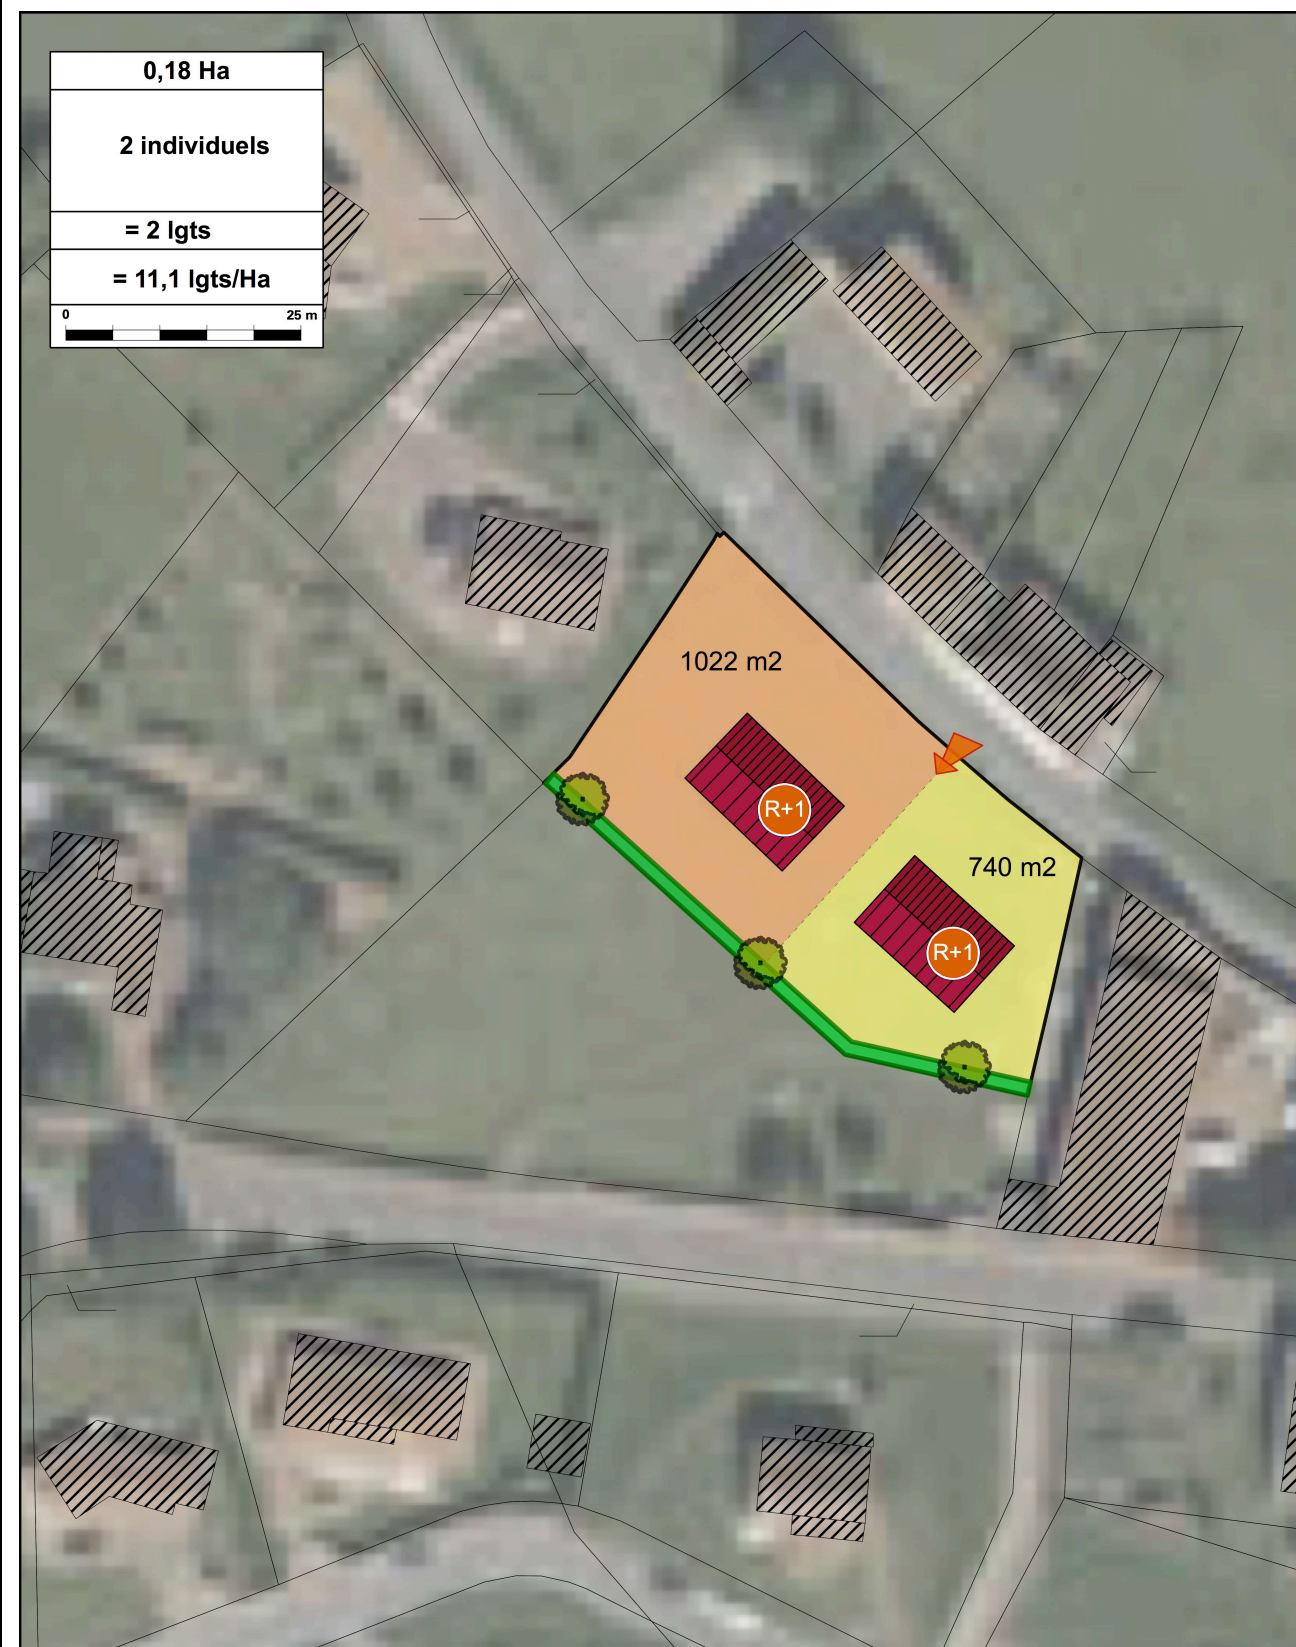 0,18 Ha
2 individuels
= 2 lgts
= 11,1 lgts/Ha
0 25 m
1022 m2
R+1
740 m2
R+1